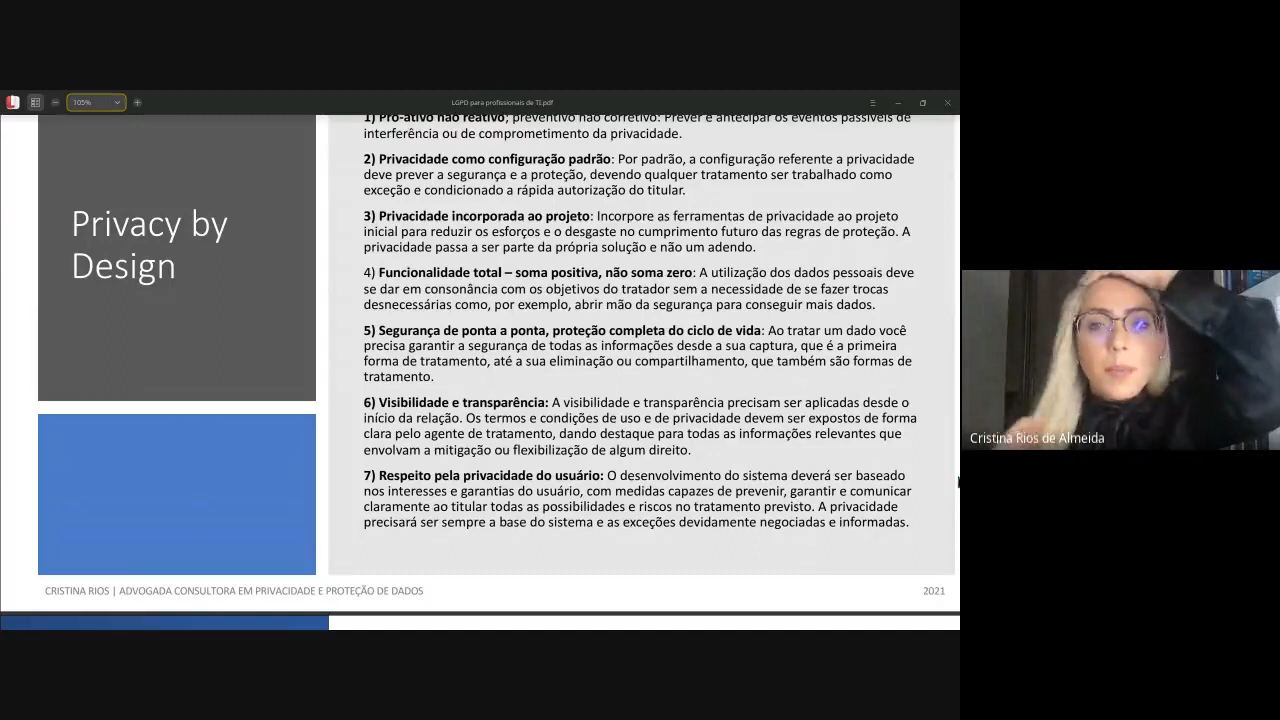 105%
LGPD para profissionais de TI.pdf
Privacy by
Design
1) Pró-ativo não reativo; preventivo não corretivo: Prever e antecipar os eventos passíveis de
interferência ou de comprometimento da privacidade.
2) Privacidade como configuração padrão: Por padrão, a configuração referente a privacidade
deve prever a segurança e a proteção, devendo qualquer tratamento ser trabalhado como
exceção e condicionado a rápida autorização do titular.
3) Privacidade incorporada ao projeto: Incorpore as ferramentas de privacidade ao projeto
inicial para reduzir os esforços e o desgaste no cumprimento futuro das regras de proteção. A
privacidade passa a ser parte da própria solução e não um adendo.
4) Funcionalidade total – soma positiva, não soma zero: A utilização dos dados pessoais deve
se dar em consonância com os objetivos do tratador sem a necessidade de se fazer trocas
desnecessárias como, por exemplo, abrir mão da segurança para conseguir mais dados.
5) Segurança de ponta a ponta, proteção completa do ciclo de vida: Ao tratar um dado você
precisa garantir a segurança de todas as informações desde a sua captura, que é a primeira
forma de tratamento, até a sua eliminação ou compartilhamento, que também são formas de
tratamento.
6) Visibilidade e transparência: A visibilidade e transparência precisam ser aplicadas desde o
início da relação. Os termos e condições de uso e de privacidade devem ser expostos de forma
clara pelo agente de tratamento, dando destaque para todas as informações relevantes que
envolvam a mitigação ou flexibilização de algum direito.
7) Respeito pela privacidade do usuário: O desenvolvimento do sistema deverá ser baseado
nos interesses e garantias do usuário, com medidas capazes de prevenir, garantir e comunicar
claramente ao titular todas as possibilidades e riscos no tratamento previsto. A privacidade
precisará ser sempre a base do sistema e as exceções devidamente negociadas e informadas.
CRISTINA RIOS | ADVOGADA CONSULTORA EM PRIVACIDADE E PROTEÇÃO DE DADOS
2021
Cristina Rios de Almeida